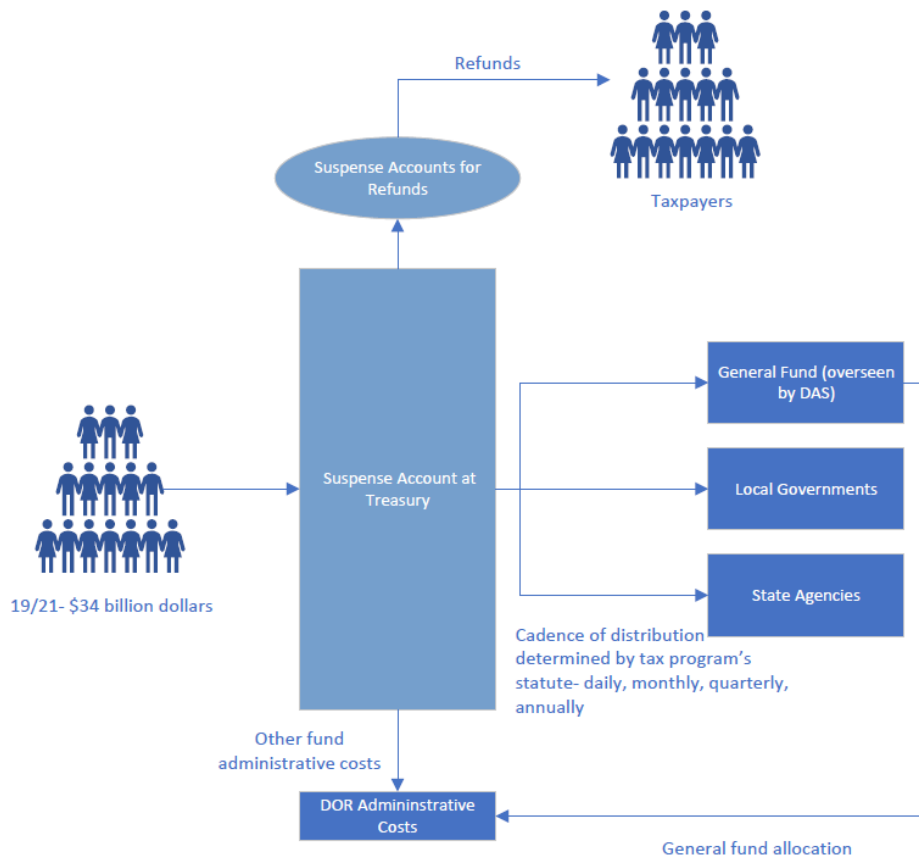 Refunds
Suspense Accounts for
Refunds
Taxpayers
General Fund (overseen
by DAS)
Suspense Account at
Treasury
Local Governments
19/21- $34 billion dollars
State Agencies
Cadence of distribution
determined by tax program’s
statute- daily, monthly, quarterly,
annually
Other fund
administrative costs
DOR Admininstrative
Costs
General fund allocation